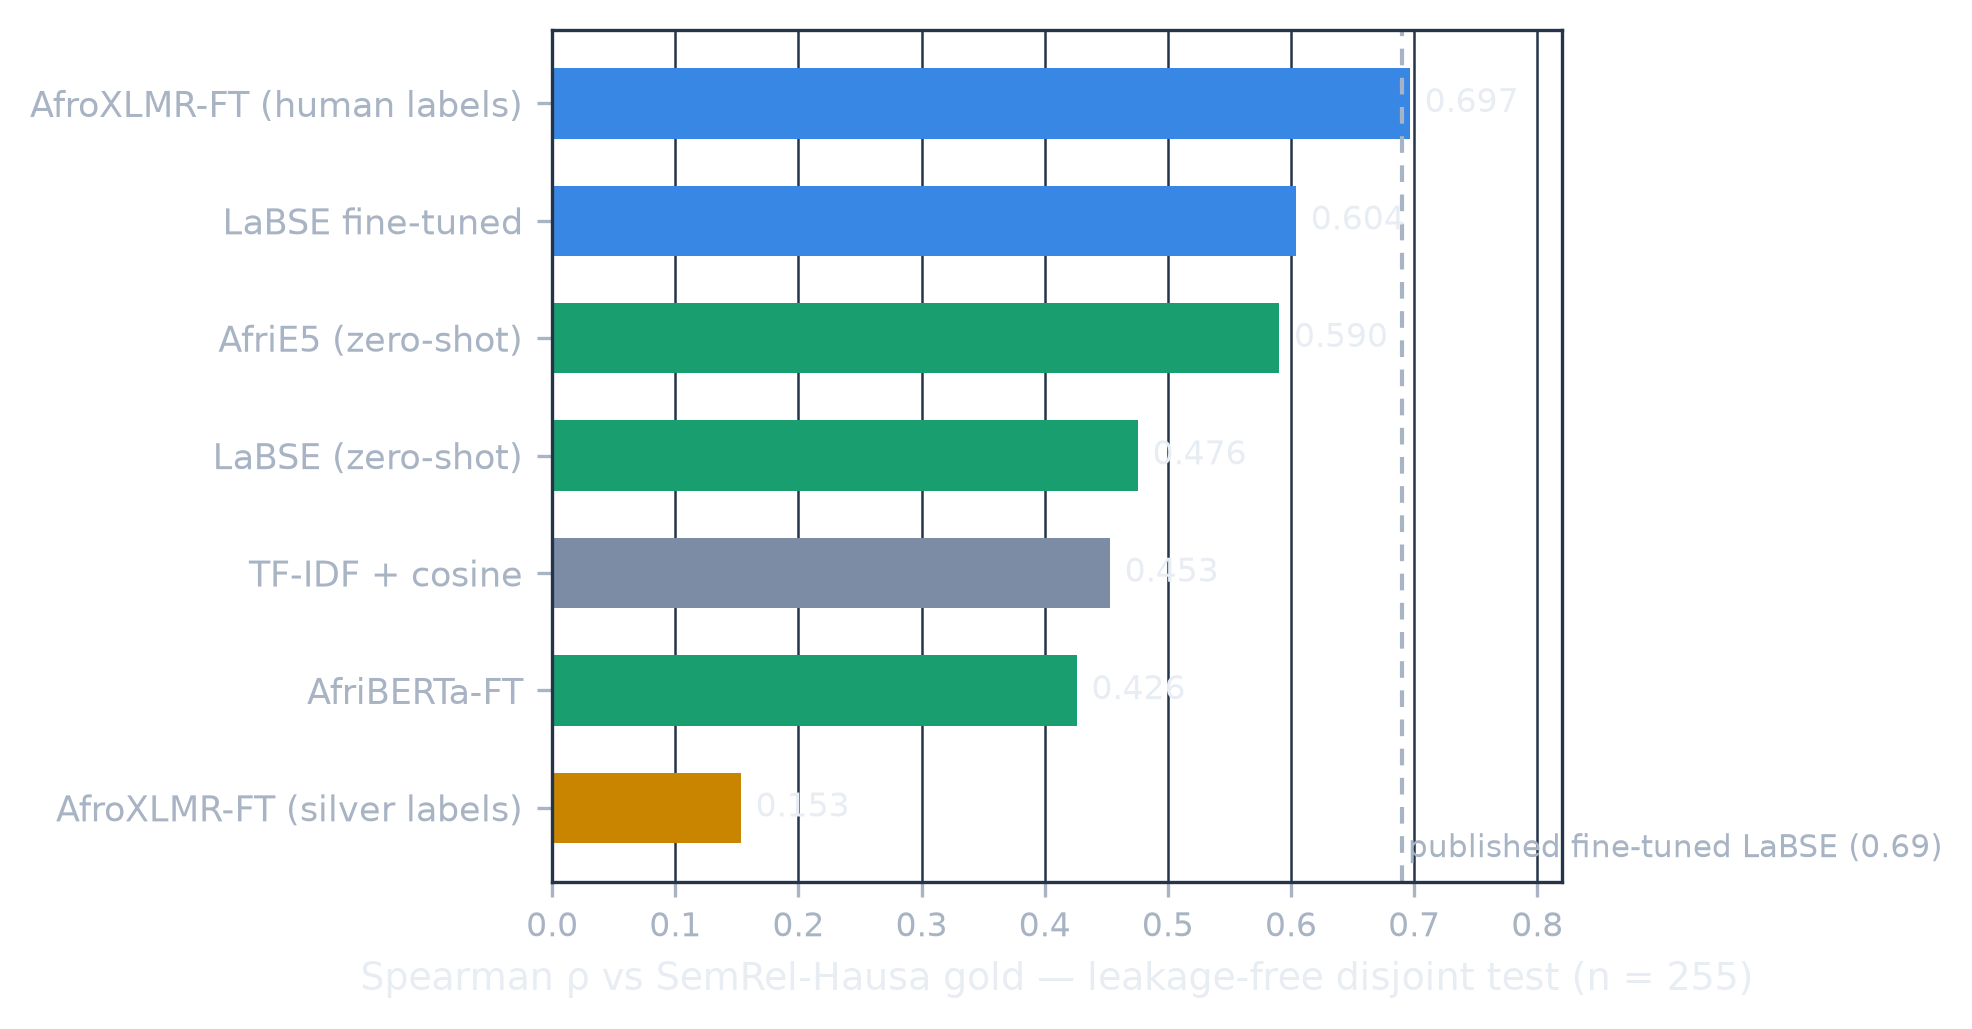 AfroXLMR-FT (human labels)
0.697
LaBSE fine-tuned
0.604
AfriE5 (zero-shot)
0.590
LaBSE (zero-shot)
0.476
TF-IDF + cosine
0.453
AfriBERTa-FT
0.426
AfroXLMR-FT (silver labels)
0.153
published fine-tuned LaBSE (0.69)
0.0 0.1 0.2 0.3 0.4 0.5 0.6 0.7 0.8
Spearman ρ vs SemRel-Hausa gold — leakage-free disjoint test (n = 255)